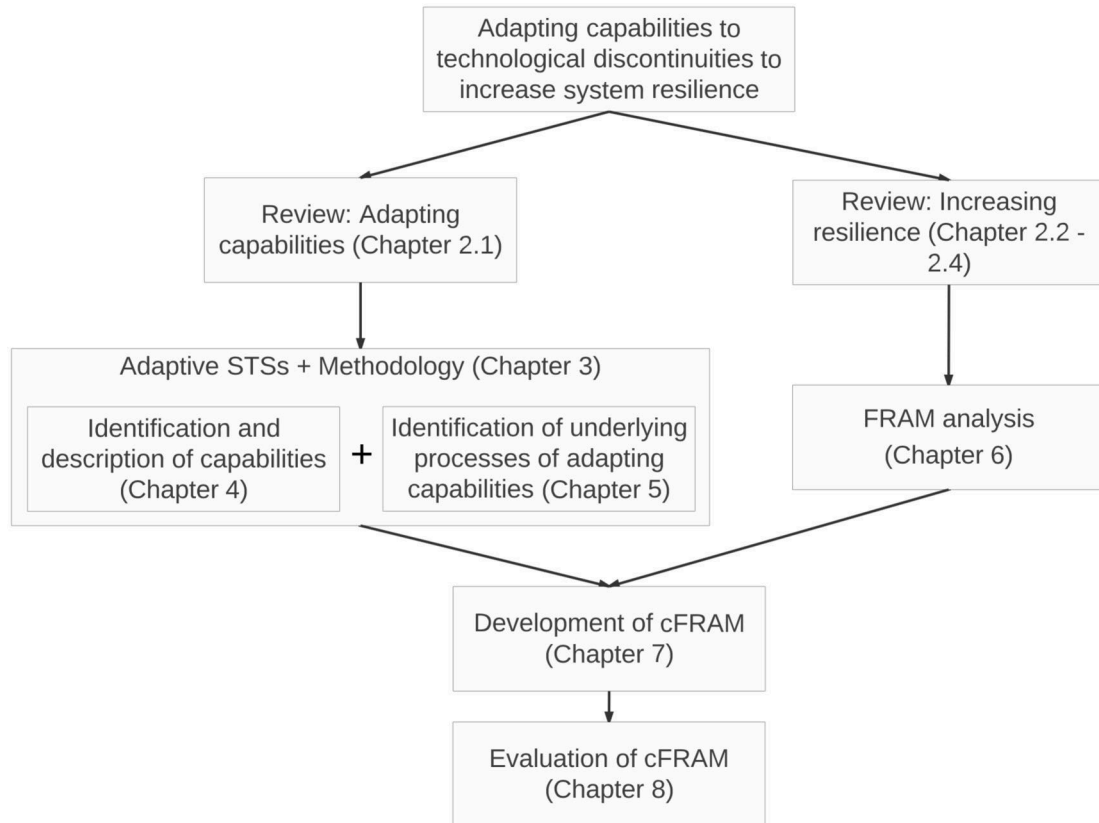 Adapting capabilities to
technological discontinuities to
increase system resilience
Review: Adapting
capabilities (Chapter 2.1)
Review: Increasing
resilience (Chapter 2.2 -
2.4)
Adaptive STSs + Methodology (Chapter 3)
Identification and
description of capabilities
(Chapter 4)
+
Identification of underlying
processes of adapting
capabilities (Chapter 5)
FRAM analysis
(Chapter 6)
Development of cFRAM
(Chapter 7)
Evaluation of cFRAM
(Chapter 8)